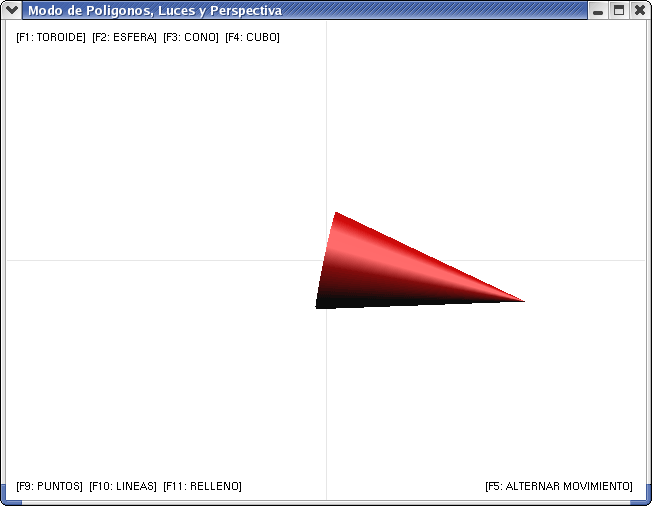 Modo de Poligonos, Luces y Perspectiva
[F1: TOROIDE] [F2: ESFERA] [F3: CONO] [F4: CUBO]
[F9: PUNTOS] [F10: LINEAS] [F11: RELLENO] [F5: ALTERNAR MOVIMIENTO]